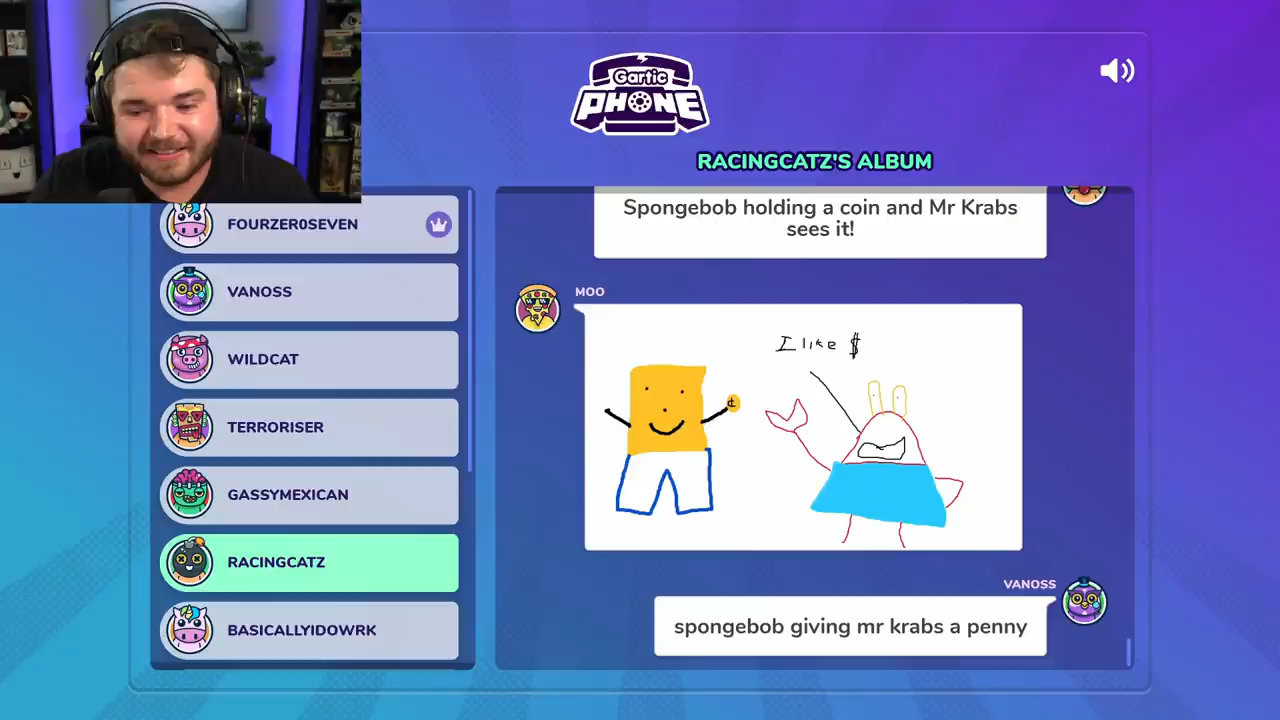 Gartic
PHONE
RACINGCATZ'S ALBUM
FOURZER0SEVEN
VANOSS
WILDCAT
TERRORISER
GASSYMEXICAN
RACINGCATZ
BASICALLYIDOWRK
Spongebob holding a coin and Mr Krabs
sees it!
MOO
I like $
¢
VANOSS
spongebob giving mr krabs a penny